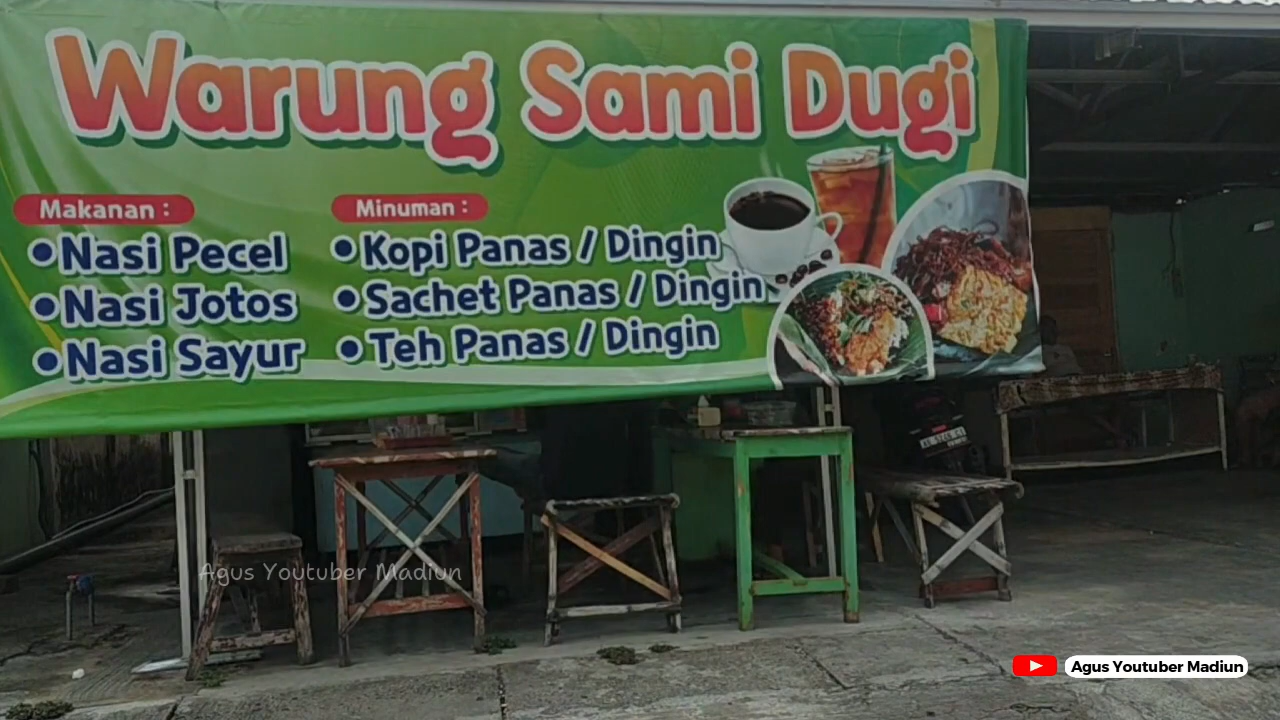 Warung Sami Dugi
Makanan :
•Nasi Pecel
•Nasi Jotos
•Nasi Sayur
Minuman :
•Kopi Panas / Dingin
•Sachet Panas / Dingin
•Teh Panas / Dingin
Agus Youtuber Madiun
Agus Youtuber Madiun